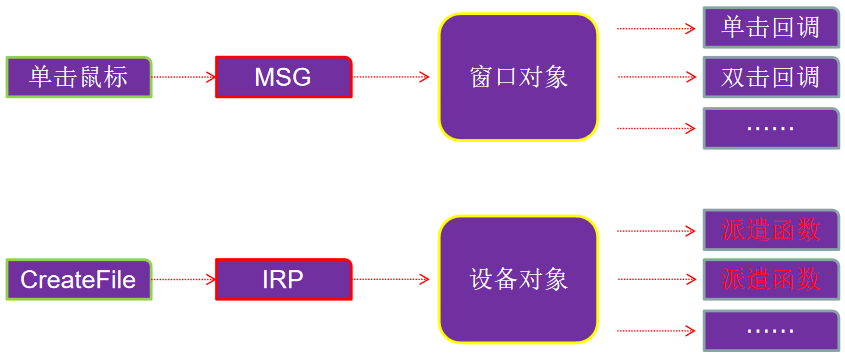 单击鼠标
MSG
窗口对象
单击回调
双击回调
……
CreateFile
IRP
设备对象
派遣函数
派遣函数
……